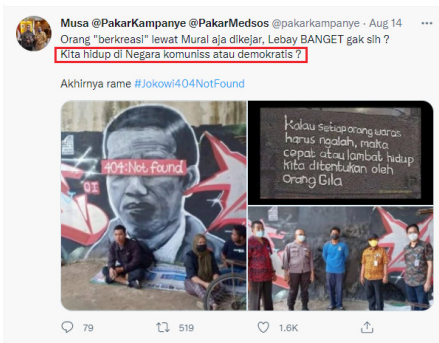 Musa @PakarKampanye @PakarMedsos @pakarkampanye · Aug 14
Orang "berkreasi" lewat Mural aja dikejar, Lebay BANGET gak sih ?
Kita hidup di Negara komuniss atau demokratis ?
Akhirnya rame #Jokowi404NotFound
404:Not found
Kalau setiap orang waras
harus ngalah, maka
cepat atau lambat hidup
kita ditentukan oleh
orang Gila
79
519
1.6K